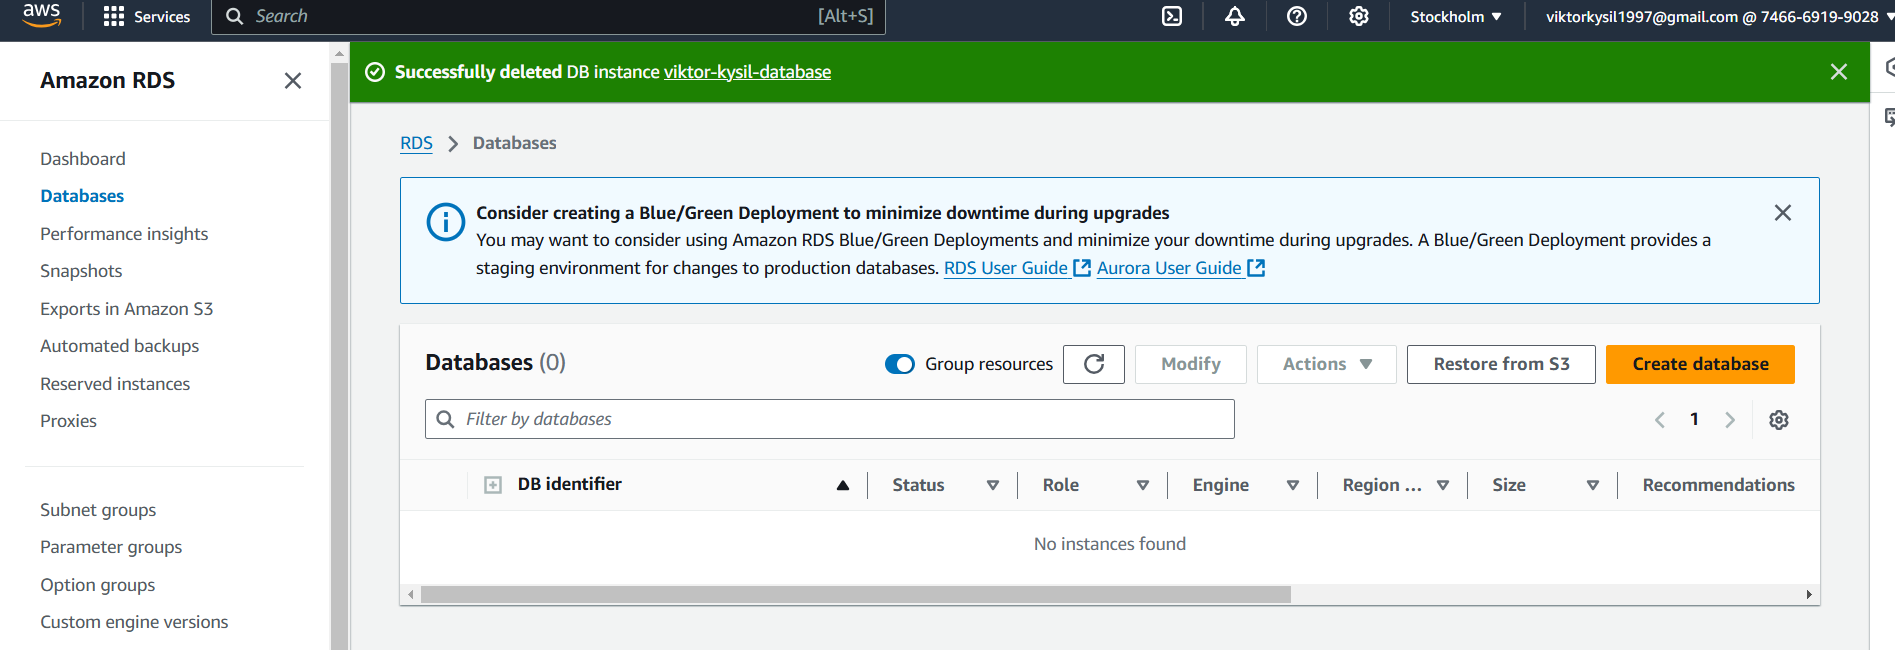 aws
Services
Search
[Alt+S]
Stockholm
viktorkysil1997@gmail.com @ 7466-6919-9028
Amazon RDS
Dashboard
Databases
Performance insights
Snapshots
Exports in Amazon S3
Automated backups
Reserved instances
Proxies
Subnet groups
Parameter groups
Option groups
Custom engine versions
Successfully deleted DB instance viktor-kysil-database
RDS > Databases
Consider creating a Blue/Green Deployment to minimize downtime during upgrades
You may want to consider using Amazon RDS Blue/Green Deployments and minimize your downtime during upgrades. A Blue/Green Deployment provides a
staging environment for changes to production databases. RDS User Guide Aurora User Guide
Databases (0)
Group resources
Modify
Actions
Restore from S3
Create database
Filter by databases
1
DB identifier
Status
Role
Engine
Region ...
Size
Recommendations
No instances found